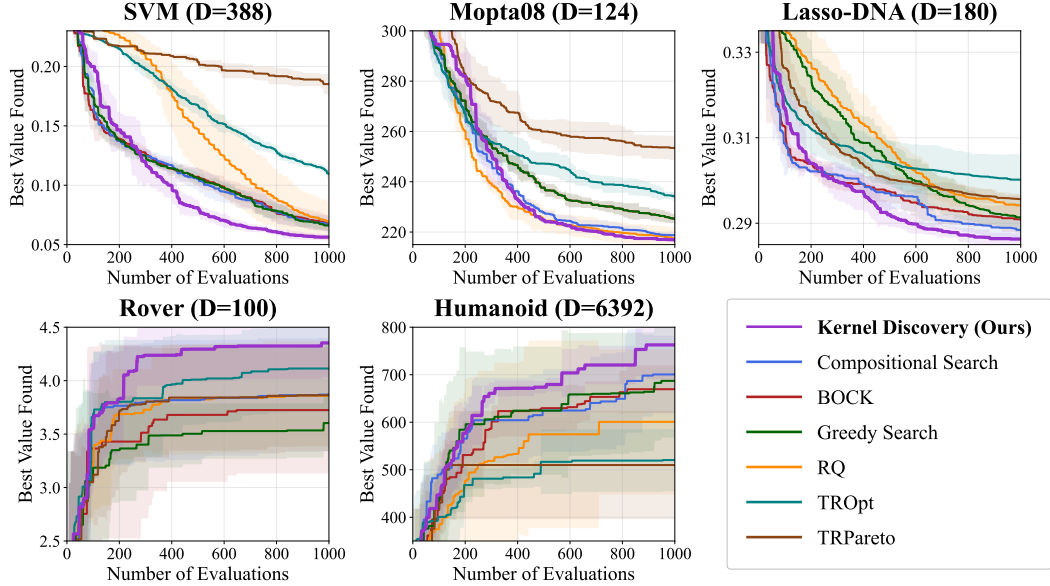 SVM (D=388)
Mopta08 (D=124)
Lasso-DNA (D=180)
Best Value Found
0.20
0.15
0.10
0.05
0 200 400 600 800 1000
Number of Evaluations
Best Value Found
300
280
260
240
220
0 200 400 600 800 1000
Number of Evaluations
Best Value Found
0.33
0.31
0.29
0 200 400 600 800 1000
Number of Evaluations
Rover (D=100)
Humanoid (D=6392)
Best Value Found
4.5
4.0
3.5
3.0
2.5
0 200 400 600 800 1000
Number of Evaluations
Best Value Found
800
700
600
500
400
0 200 400 600 800 1000
Number of Evaluations
Kernel Discovery (Ours)
Compositional Search
BOCK
Greedy Search
RQ
TROpt
TRPareto